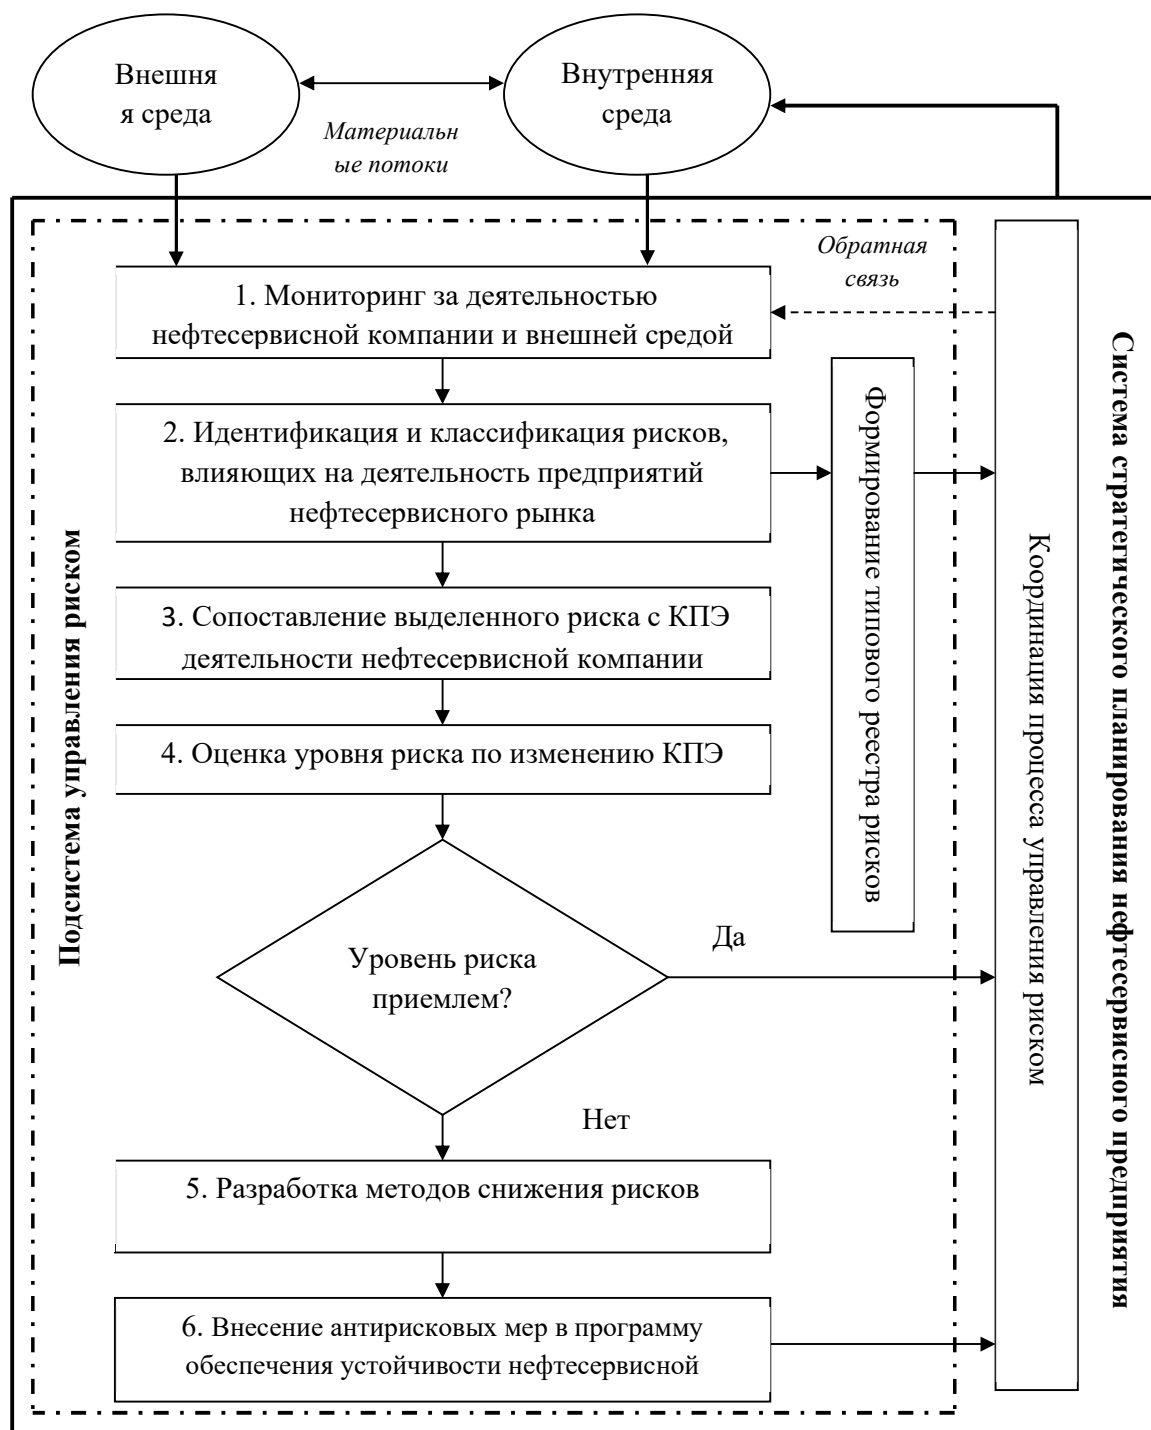 Внешня
я среда
Внутренняя
среда
Материальн
ые потоки
Обратная
связь
1. Мониторинг за деятельностью
нефтесервисной компании и внешней средой
2. Идентификация и классификация рисков,
влияющих на деятельность предприятий
нефтесервисного рынка
3. Сопоставление выделенного риска с КПЭ
деятельности нефтесервисной компании
4. Оценка уровня риска по изменению КПЭ
Уровень риска
приемлем?
Да
Нет
5. Разработка методов снижения рисков
6. Внесение антирисковых мер в программу
обеспечения устойчивости нефтесервисной
Подсистема управления риском
Формирование типового реестра рисков
Координация процесса управления риском
Система стратегического планирования нефтесервисного предприятия